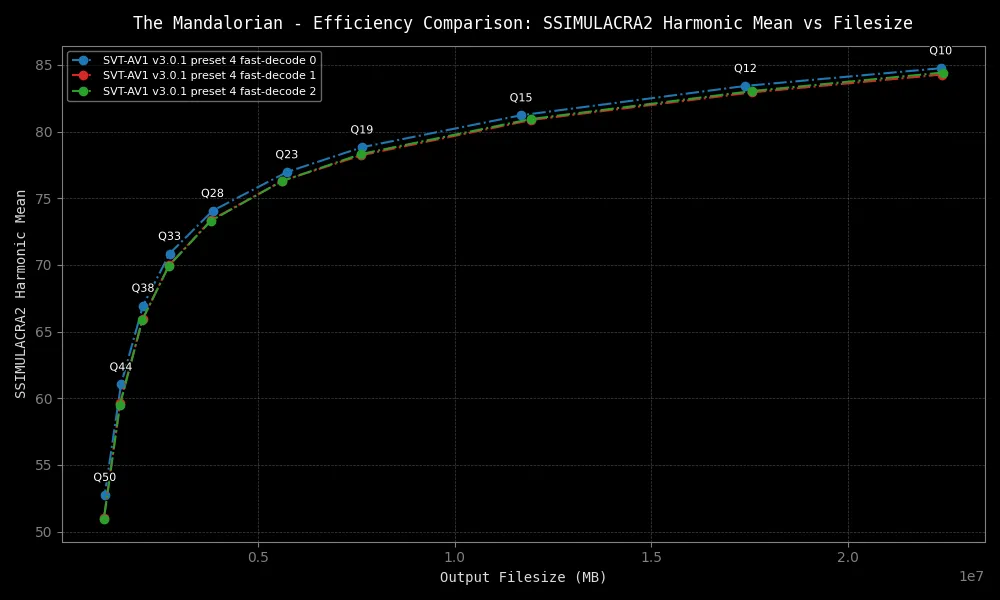 The Mandalorian - Efficiency Comparison: SSIMULACRA2 Harmonic Mean vs Filesize
SVT-AV1 v3.0.1 preset 4 fast-decode 0
SVT-AV1 v3.0.1 preset 4 fast-decode 1
SVT-AV1 v3.0.1 preset 4 fast-decode 2
Q10
Q12
Q15
Q19
Q23
Q28
Q33
Q38
Q44
Q50
SSIMULACRA2 Harmonic Mean
85
80
75
70
65
60
55
50
0.5
1.0
1.5
2.0
1e7
Output Filesize (MB)